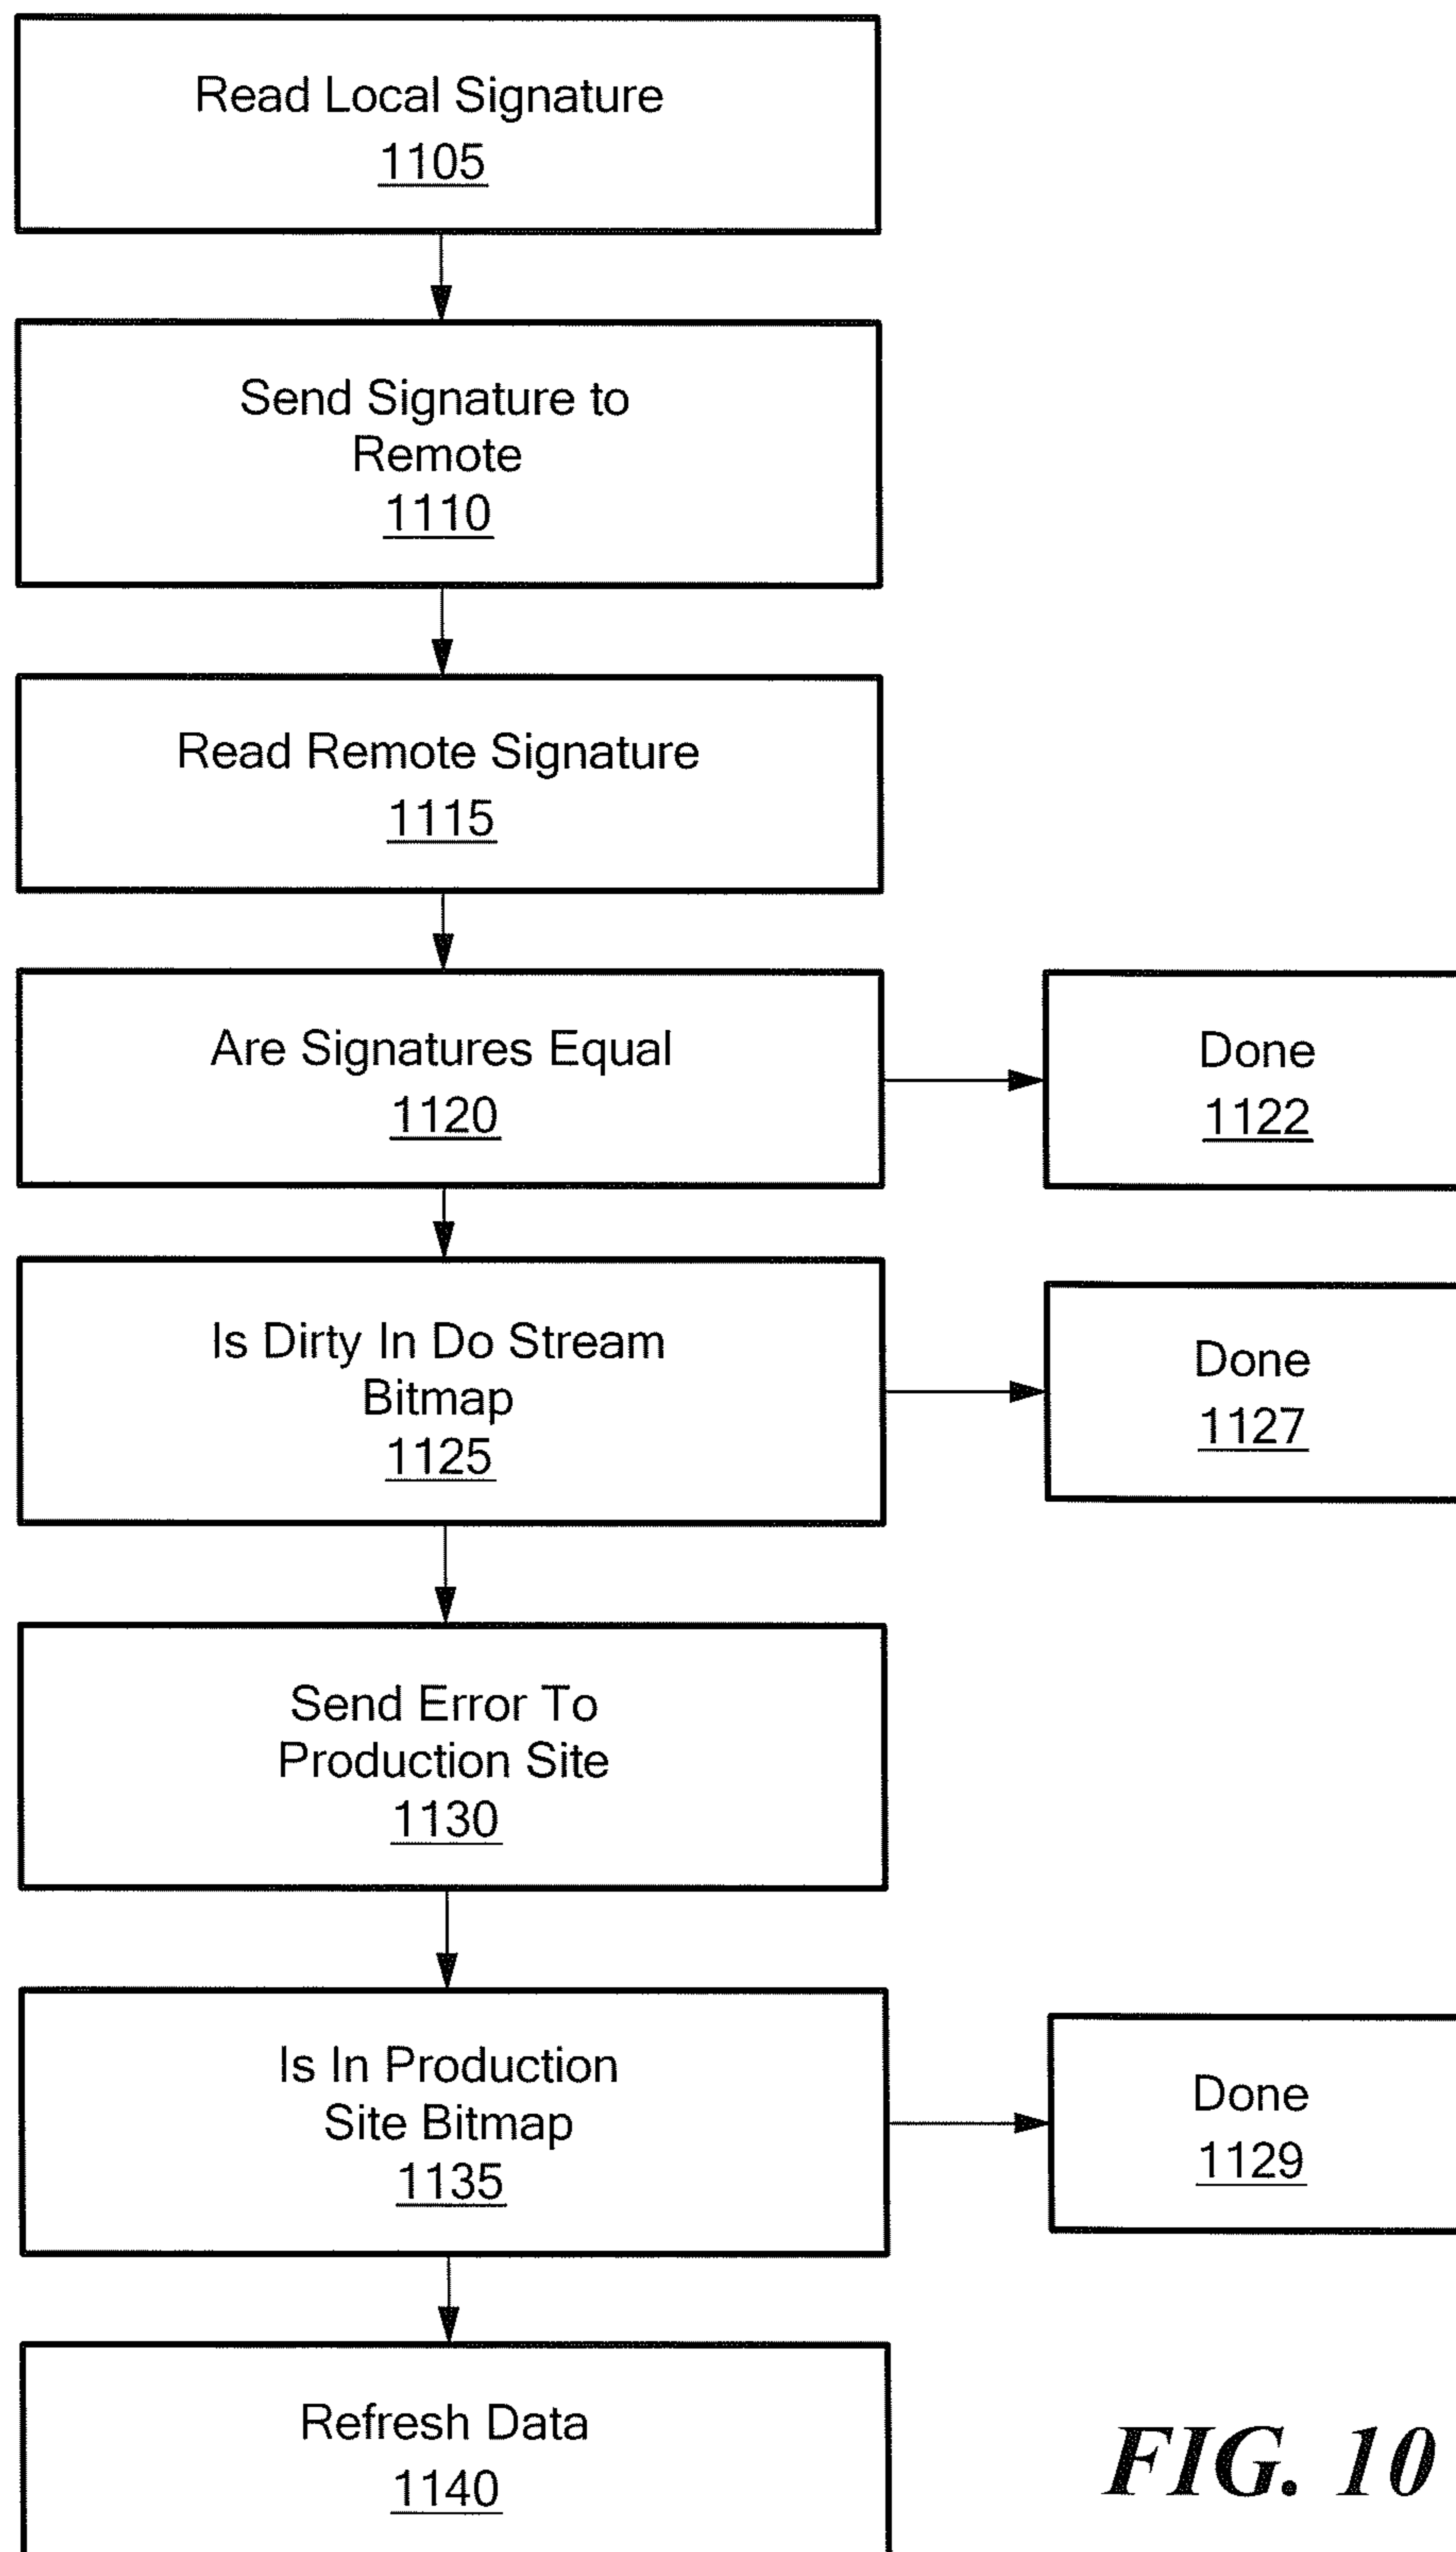 Read Local Signature
1105
Send Signature to
Remote
1110
Read Remote Signature
1115
Are Signatures Equal
1120
Done
1122
Is Dirty In Do Stream
Bitmap
1125
Done
1127
Send Error To
Production Site
1130
Is In Production
Site Bitmap
1135
Done
1129
Refresh Data
1140
FIG. 10